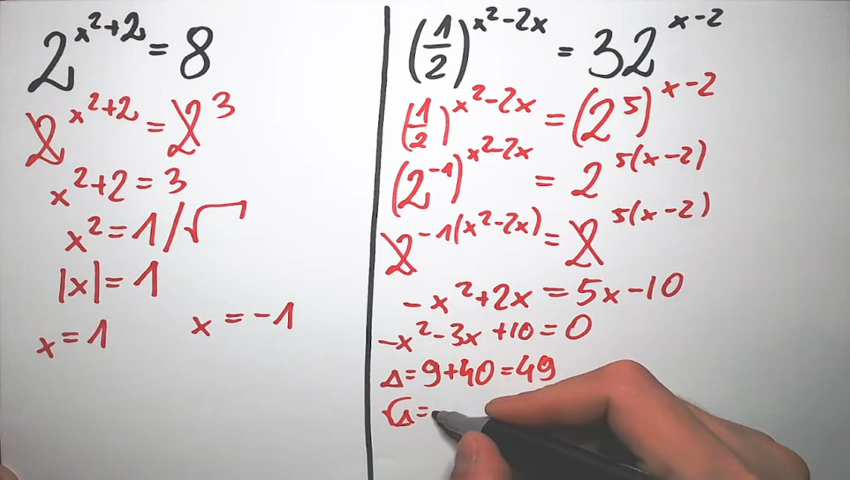 2^{x²+2} = 8
2^{x²+2} = 2³
x²+2 = 3
x² = 1 /√
|x| = 1
x = 1    x = -1
(1/2)^{x²-2x} = 32^{x-2}
(1/2)^{x²-2x} = (2⁵)^{x-2}
(2⁻¹)^{x²-2x} = 2^{5(x-2)}
2^{-1(x²-2x)} = 2^{5(x-2)}
-x²+2x = 5x-10
-x²-3x+10 = 0
Δ = 9+40 = 49
√Δ =